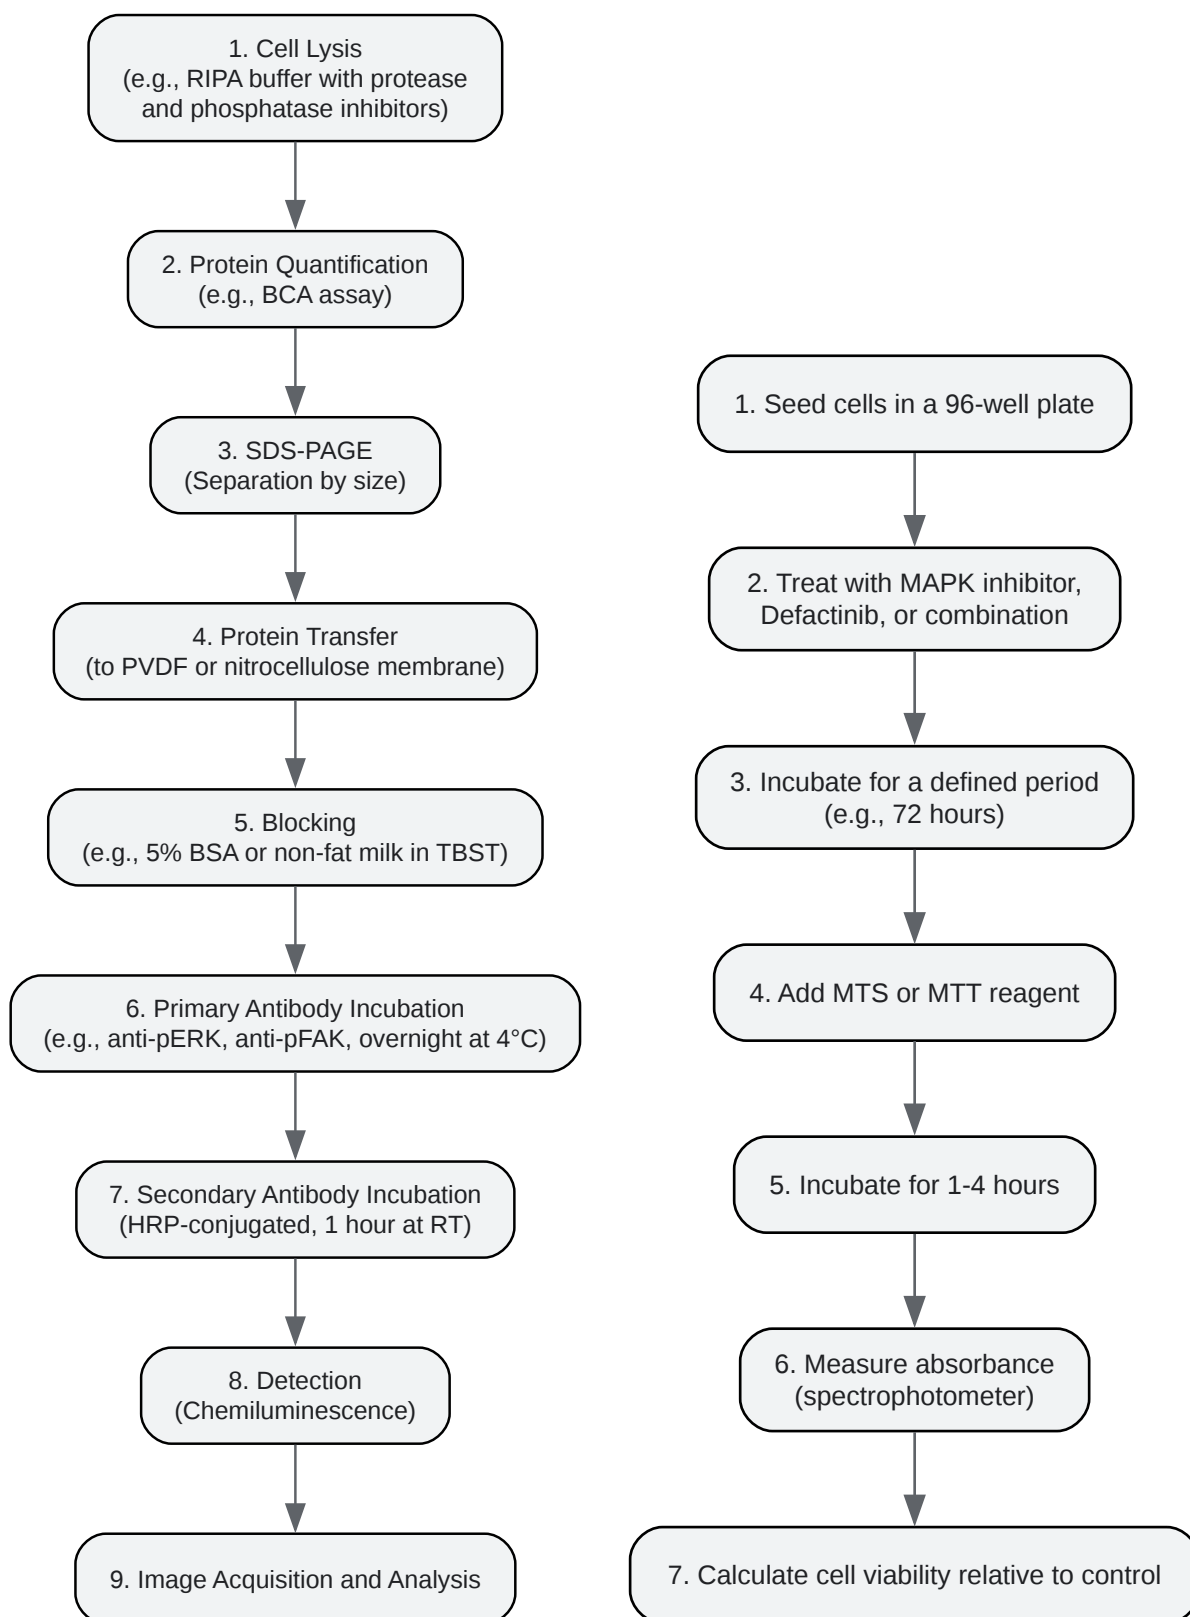 1. Cell Lysis
(e.g., RIPA buffer with protease
and phosphatase inhibitors)
2. Protein Quantification
(e.g., BCA assay)
3. SDS-PAGE
(Separation by size)
4. Protein Transfer
(to PVDF or nitrocellulose membrane)
5. Blocking
(e.g., 5% BSA or non-fat milk in TBST)
6. Primary Antibody Incubation
(e.g., anti-pERK, anti-pFAK, overnight at 4°C)
7. Secondary Antibody Incubation
(HRP-conjugated, 1 hour at RT)
8. Detection
(Chemiluminescence)
9. Image Acquisition and Analysis
1. Seed cells in a 96-well plate
2. Treat with MAPK inhibitor,
Defactinib, or combination
3. Incubate for a defined period
(e.g., 72 hours)
4. Add MTS or MTT reagent
5. Incubate for 1-4 hours
6. Measure absorbance
(spectrophotometer)
7. Calculate cell viability relative to control